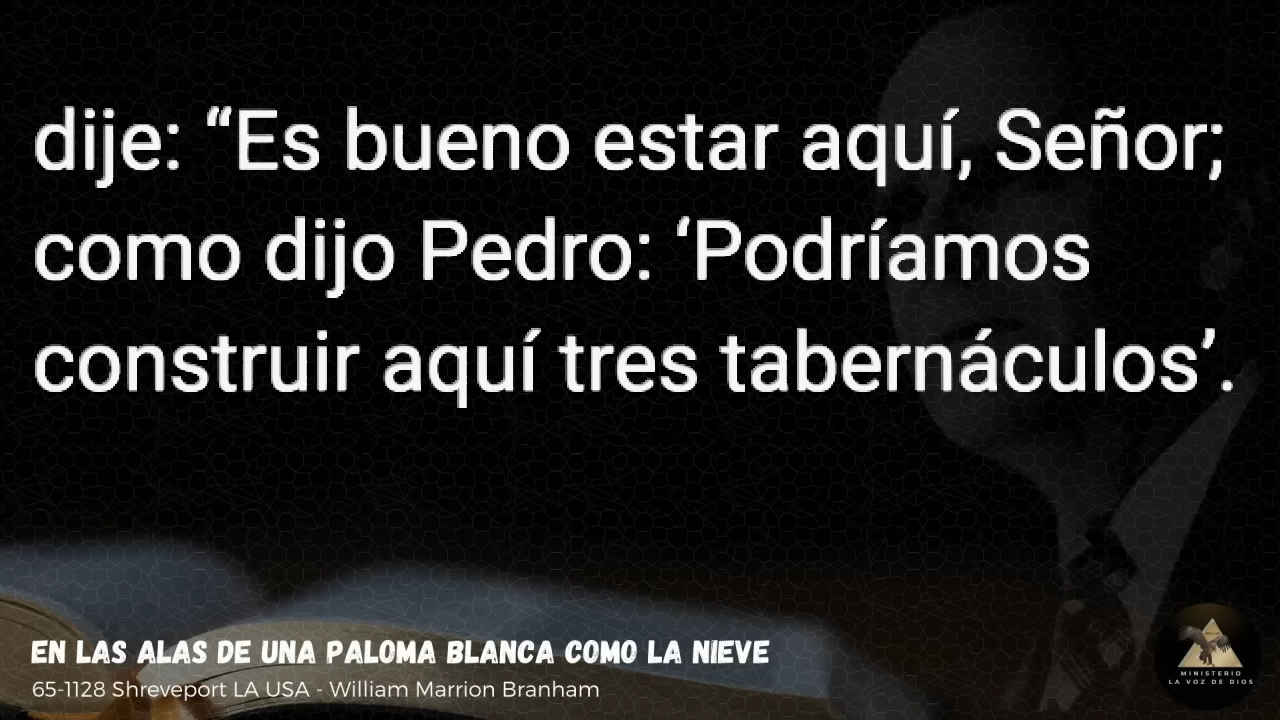 dije: “Es bueno estar aquí, Señor;
como dijo Pedro: ‘Podríamos
construir aquí tres tabernáculos’.
EN LAS ALAS DE UNA PALOMA BLANCA COMO LA NIEVE
65-1128 Shreveport LA USA - William Marrion Branham
MINISTERIO
LA VOZ DE DIOS